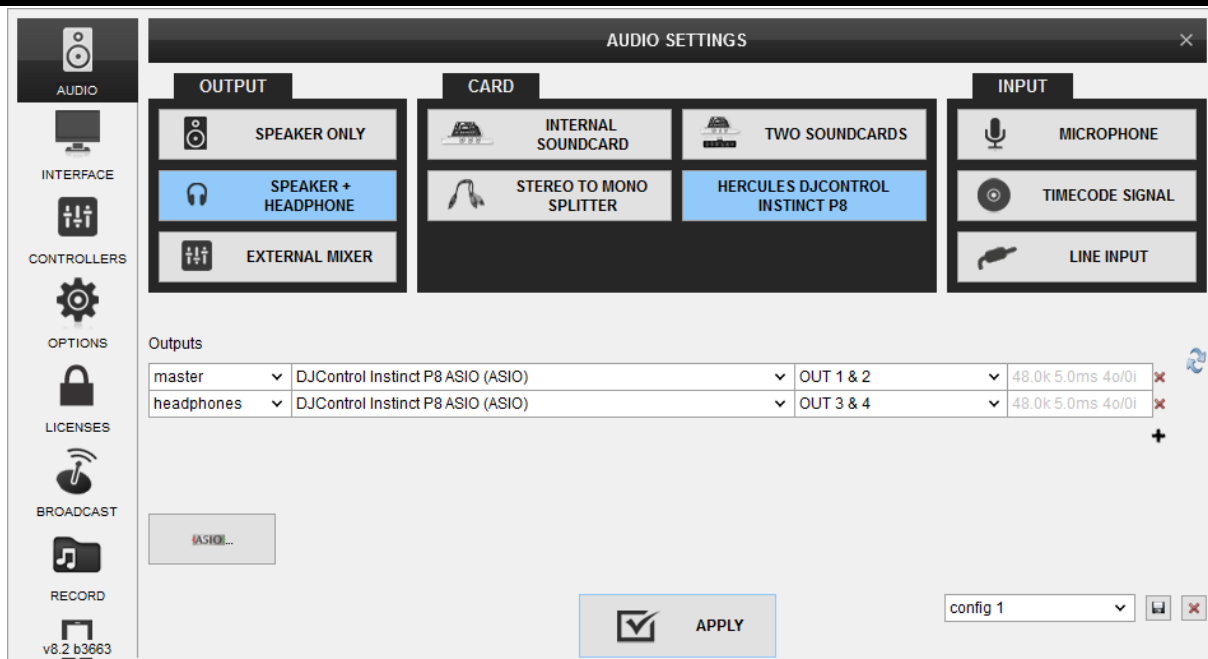 AUDIO SETTINGS
AUDIO
INTERFACE
CONTROLLERS
OPTIONS
LICENSES
BROADCAST
RECORD
v8.2 b3663
OUTPUT
SPEAKER ONLY
SPEAKER +
HEADPHONE
EXTERNAL MIXER
CARD
INTERNAL
SOUNDCARD
TWO SOUNDCARDS
STEREO TO MONO
SPLITTER
HERCULES DJCONTROL
INSTINCT P8
INPUT
MICROPHONE
TIMECODE SIGNAL
LINE INPUT
Outputs
master DJControl Instinct P8 ASIO (ASIO) OUT 1 & 2 48.0k 5.0ms 4o/0i
headphones DJControl Instinct P8 ASIO (ASIO) OUT 3 & 4 48.0k 5.0ms 4o/0i
ASIO...
APPLY
config 1